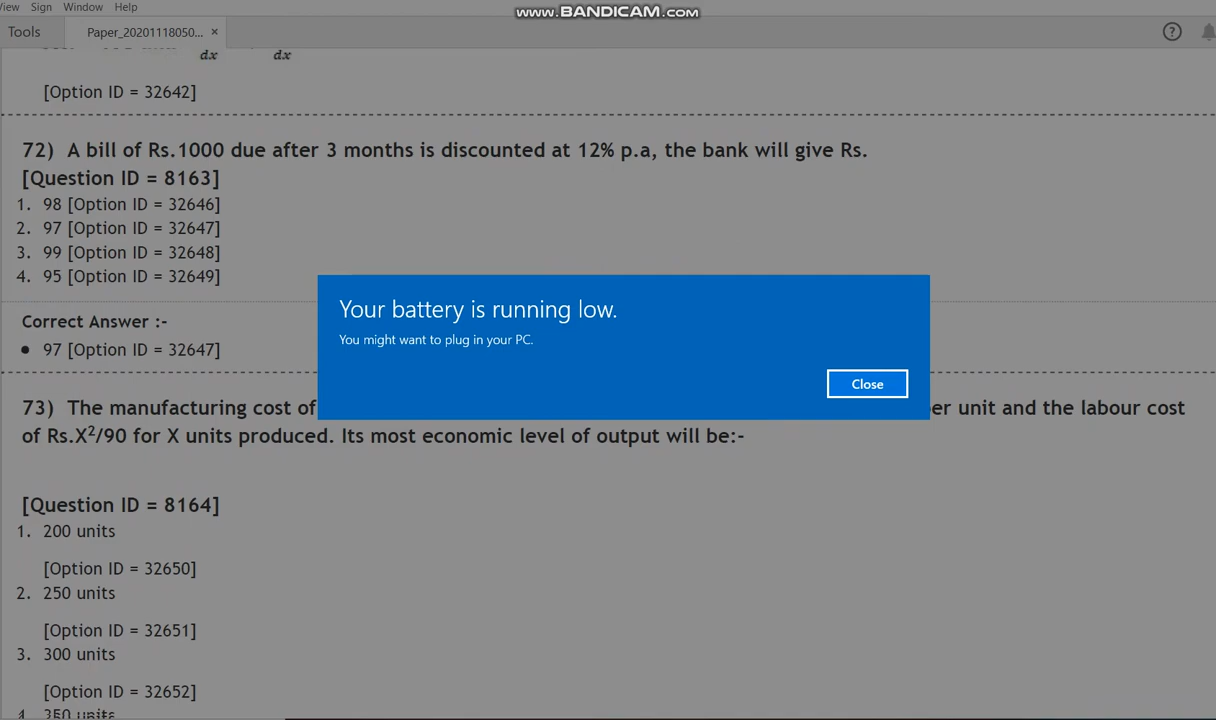 View Sign Window Help
www.BANDICAM.com
Tools Paper_20201118050... ×
dx dx
[Option ID = 32642]
72) A bill of Rs.1000 due after 3 months is discounted at 12% p.a, the bank will give Rs.
[Question ID = 8163]
1. 98 [Option ID = 32646]
2. 97 [Option ID = 32647]
3. 99 [Option ID = 32648]
4. 95 [Option ID = 32649]
Correct Answer :-
• 97 [Option ID = 32647]
Your battery is running low.
You might want to plug in your PC.
Close
73) The manufacturing cost of er unit and the labour cost
of Rs.X²/90 for X units produced. Its most economic level of output will be:-
[Question ID = 8164]
1. 200 units
[Option ID = 32650]
2. 250 units
[Option ID = 32651]
3. 300 units
[Option ID = 32652]
4. 350 units